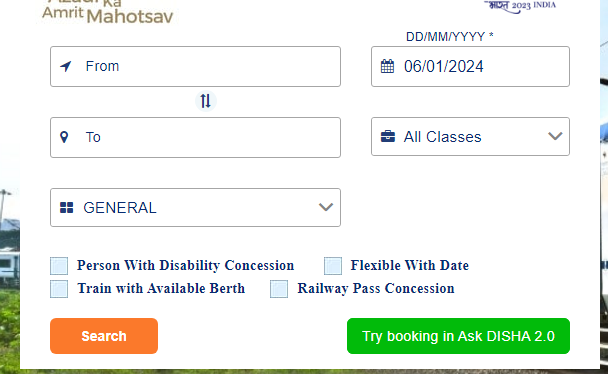 Ka
Amrit Mahotsav
भारत 2023 INDIA
DD/MM/YYYY *
From
06/01/2024
To
All Classes
GENERAL
Person With Disability Concession
Flexible With Date
Train with Available Berth
Railway Pass Concession
Search
Try booking in Ask DISHA 2.0